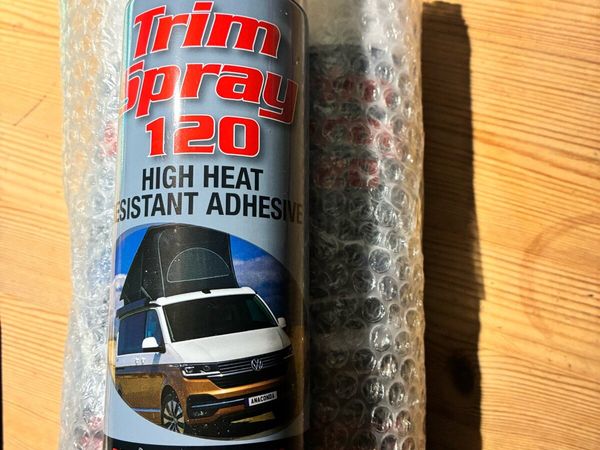 Trim
Spray
120
HIGH HEAT
ESISTANT ADHESIVE
ANACONDA